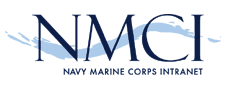 NMCI
NAVY MARINE CORPS INTRANET